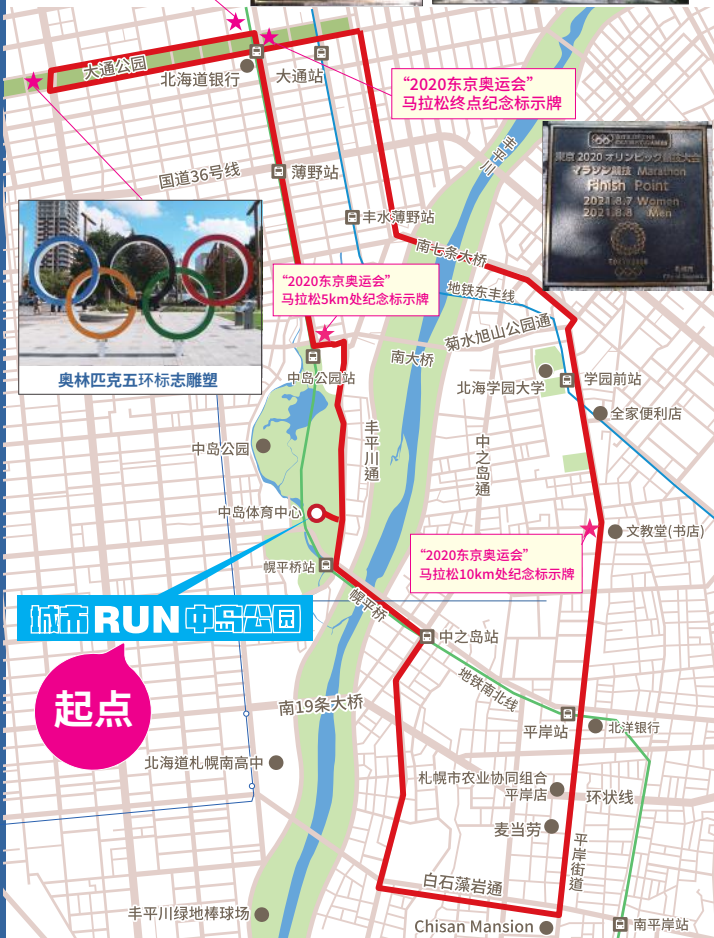 大通公园
北海道银行
大通站
“2020东京奥运会”
马拉松终点纪念标示牌
丰平川
国道36号线
薄野站
丰水薄野站
東京 2020 オリンピック競技大会
マラソン競技 Marathon
Finish Point
2021.8.7 Women
2021.8.8 Men
TOKYO 2020
札幌市
City of Sapporo
南七条大桥
“2020东京奥运会”
马拉松5km处纪念标示牌
地铁东丰线
菊水旭山公园通
奥林匹克五环标志雕塑
中岛公园站
南大桥
北海学园大学
学园前站
全家便利店
丰平川通
中之岛通
中岛公园
中岛体育中心
文教堂(书店)
“2020东京奥运会”
马拉松10km处纪念标示牌
幌平桥站
幌平桥
城市RUN中岛公园
中之岛站
起点
地铁南北线
南19条大桥
平岸站
北洋银行
北海道札幌南高中
札幌市农业协同组合
平岸店
环状线
麦当劳
平岸街道
白石藻岩通
丰平川绿地棒球场
Chisan Mansion
南平岸站